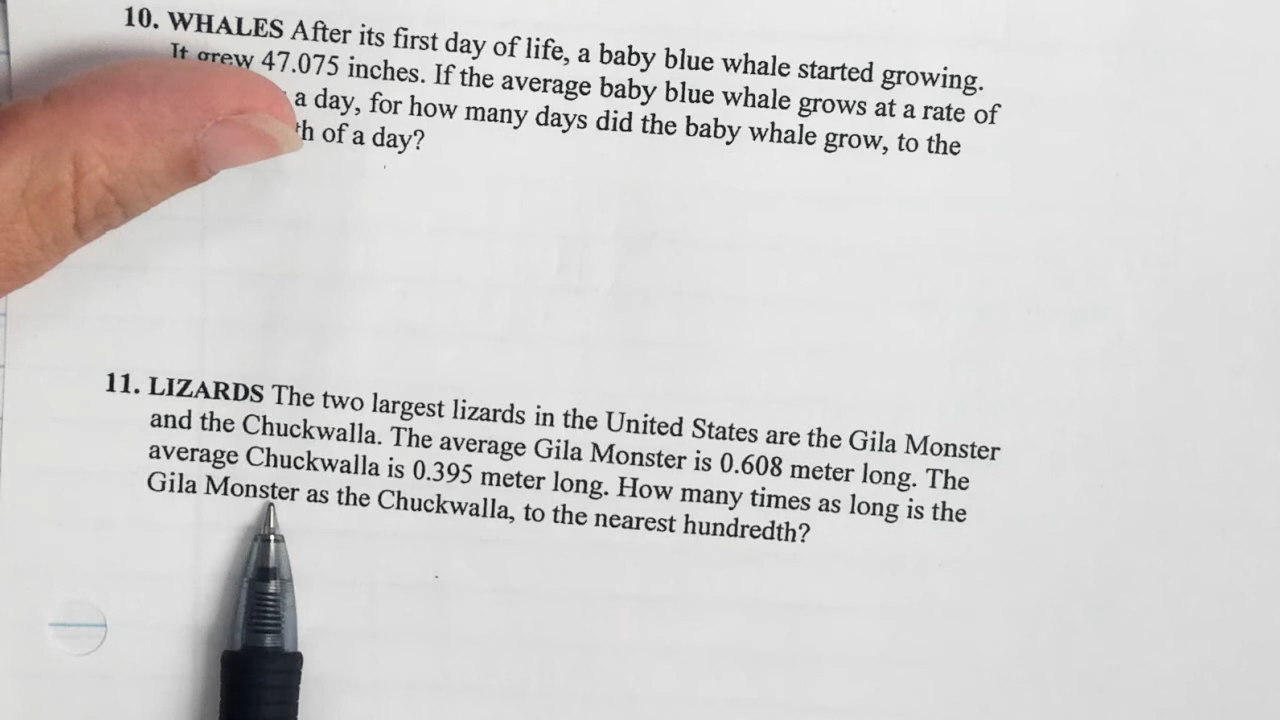 10. WHALES After its first day of life, a baby blue whale started growing.
It grew 47.075 inches. If the average baby blue whale grows at a rate of
a day, for how many days did the baby whale grow, to the
of a day?
11. LIZARDS The two largest lizards in the United States are the Gila Monster
and the Chuckwalla. The average Gila Monster is 0.608 meter long. The
average Chuckwalla is 0.395 meter long. How many times as long is the
Gila Monster as the Chuckwalla, to the nearest hundredth?